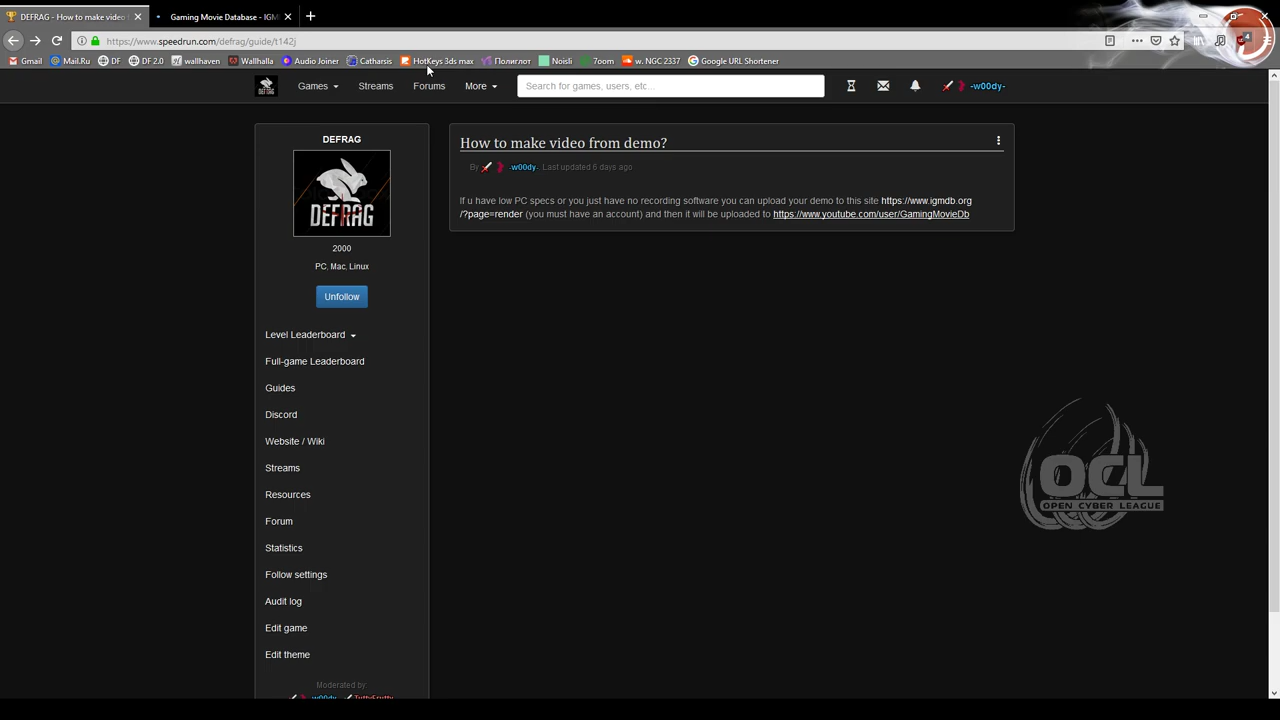 DEFRAG - How to make video
Gaming Movie Database - IGM
https://www.speedrun.com/defrag/guide/t142j
4
Gmail Mail.Ru DF DF 2.0 wallhaven Wallhalla Audio Joiner Catharsis HotKeys 3ds max Полиглот Noisli 7oom w. NGC 2337 Google URL Shortener
Games Streams Forums More Search for games, users, etc... -w00dy-
DEFRAG
DEFRAG
2000
PC, Mac, Linux
Unfollow
Level Leaderboard
Full-game Leaderboard
Guides
Discord
Website / Wiki
Streams
Resources
Forum
Statistics
Follow settings
Audit log
Edit game
Edit theme
Moderated by:
-w00dy- TuttyFrutty
How to make video from demo?
By -w00dy- Last updated 6 days ago
If u have low PC specs or you just have no recording software you can upload your demo to this site https://www.igmdb.org
/?page=render (you must have an account) and then it will be uploaded to https://www.youtube.com/user/GamingMovieDb
OCL
OPEN CYBER LEAGUE